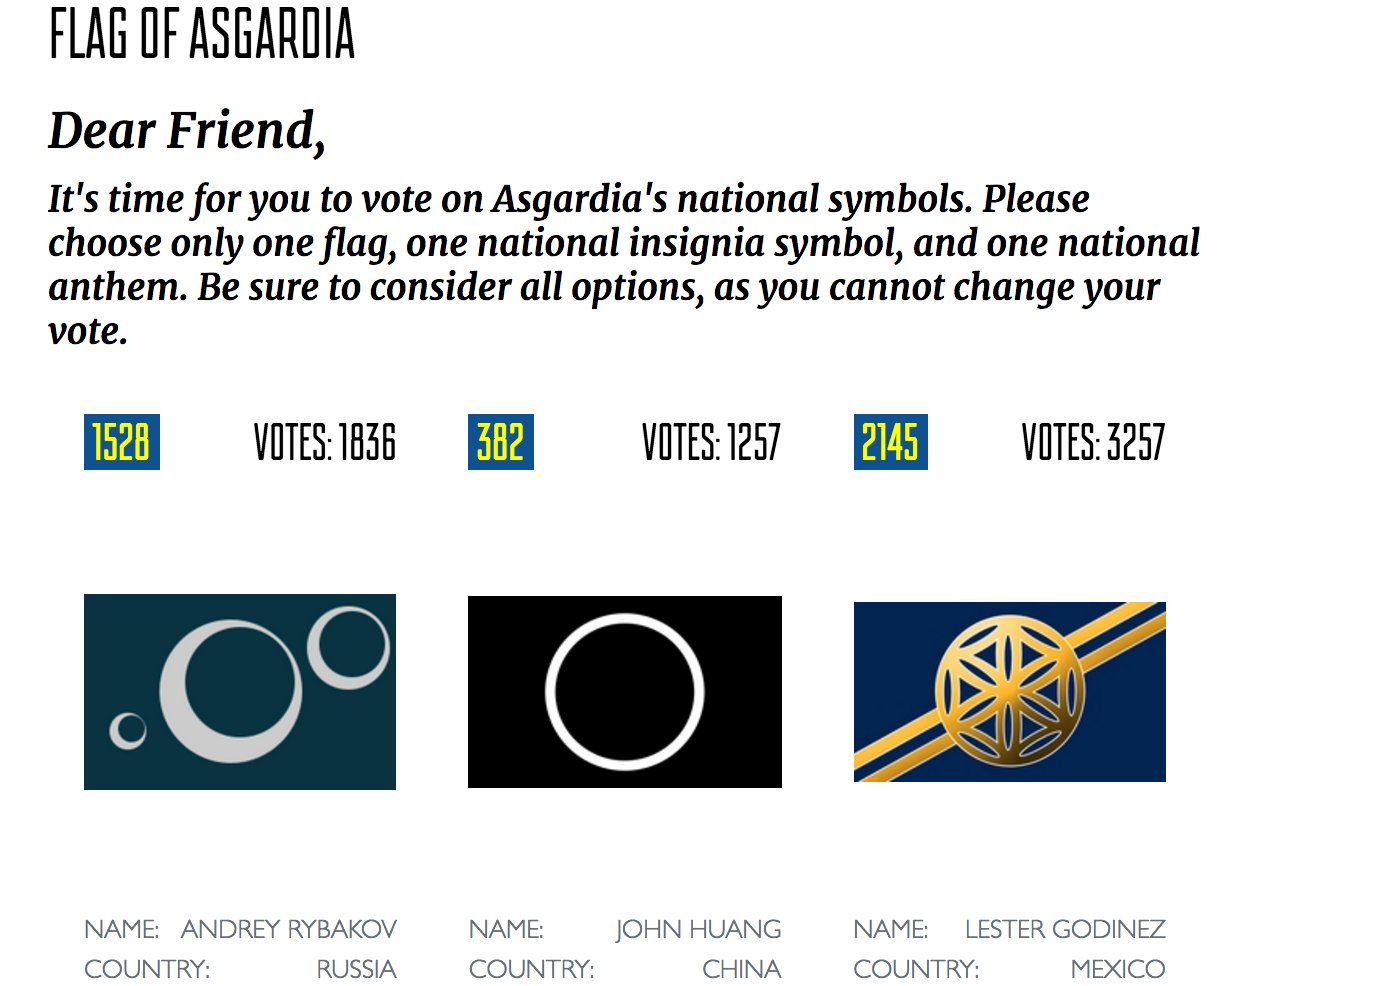 FLAG OF ASGARDIA
Dear Friend,
It's time for you to vote on Asgardia's national symbols. Please
choose only one flag, one national insignia symbol, and one national
anthem. Be sure to consider all options, as you cannot change your
vote.
1528 VOTES: 1836 382 VOTES: 1257 2145 VOTES: 3257
NAME: ANDREY RYBAKOV NAME: JOHN HUANG NAME: LESTER GODINEZ
COUNTRY: RUSSIA COUNTRY: CHINA COUNTRY: MEXICO